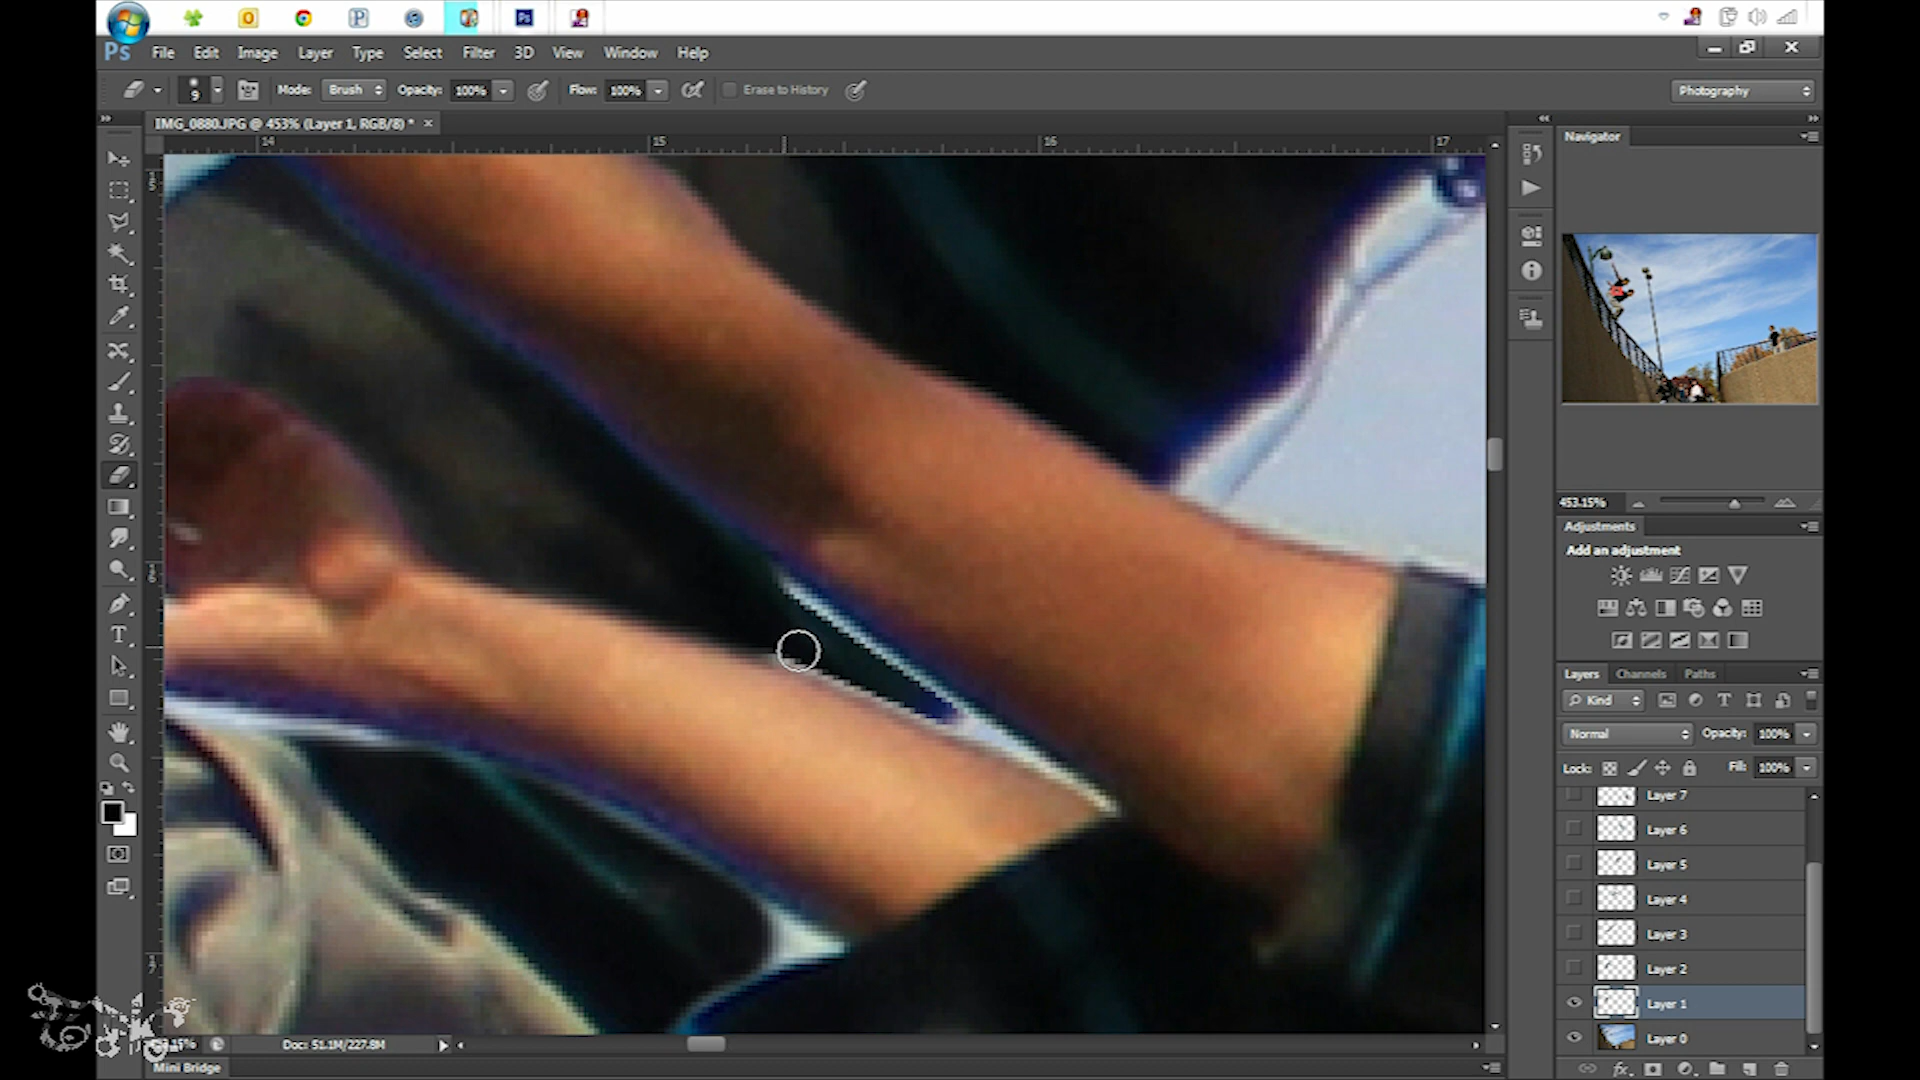 Ps File Edit Image Layer Type Select Filter 3D View Window Help
9 Mode: Brush Opacity: 100% Flow: 100% Erase to History Photography
IMG_0880.JPG @ 453% (Layer 1, RGB/8) * ×
14 15 16 17
Navigator
453.15%
Adjustments
Add an adjustment
Layers Channels Paths
Kind
Normal Opacity: 100%
Lock: Fill: 100%
Layer 7
Layer 6
Layer 5
Layer 4
Layer 3
Layer 2
Layer 1
Layer 0
Doc: 51.1M/227.8M
Mini Bridge